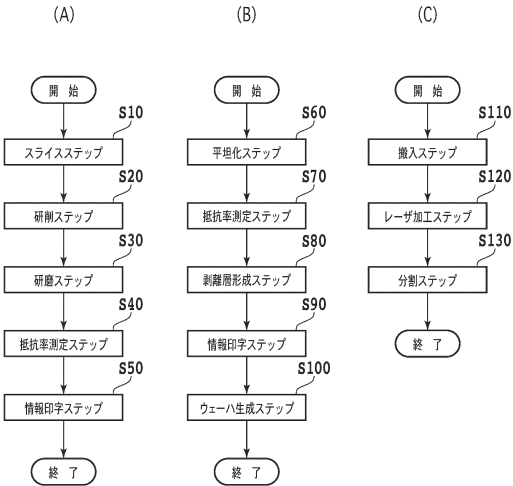 (A)
開 始
S10
スライスステップ
S20
研削ステップ
S30
研磨ステップ
S40
抵抗率測定ステップ
S50
情報印字ステップ
終 了
(B)
開 始
S60
平坦化ステップ
S70
抵抗率測定ステップ
S80
剥離層形成ステップ
S90
情報印字ステップ
S100
ウェーハ生成ステップ
終 了
(C)
開 始
S110
搬入ステップ
S120
レーザ加工ステップ
S130
分割ステップ
終 了